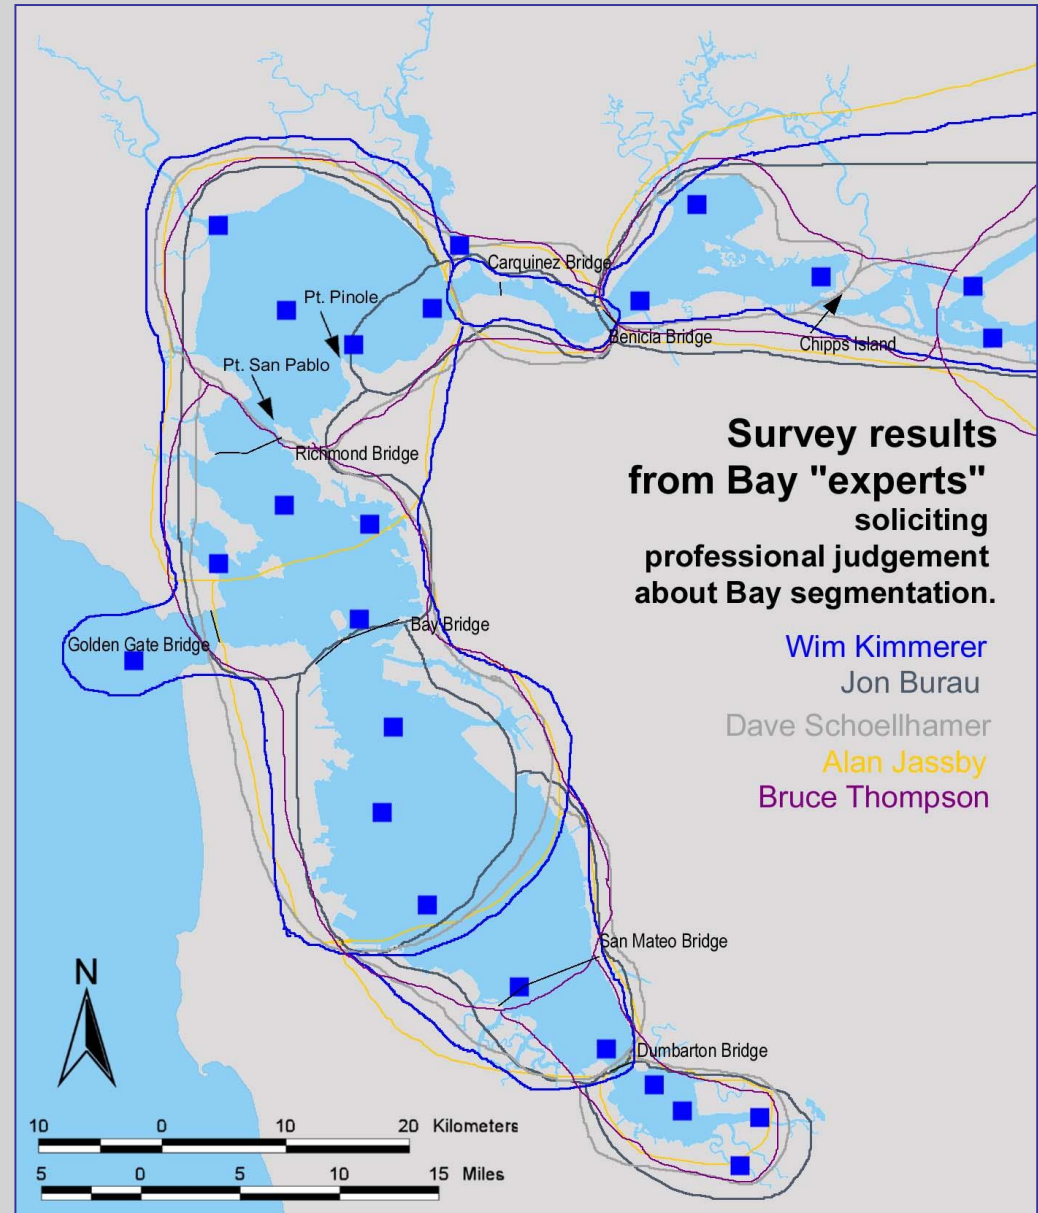 Carquinez Bridge
Pt. Pinole
Benicia Bridge
Chipps Island
Pt. San Pablo
Richmond Bridge
Survey results
from Bay "experts"
soliciting
professional judgement
about Bay segmentation.
Wim Kimmerer
Jon Burau
Dave Schoellhamer
Alan Jassby
Bruce Thompson
Bay Bridge
Golden Gate Bridge
San Mateo Bridge
Dumbarton Bridge
N
10 0 10 20 Kilometers
5 0 5 10 15 Miles